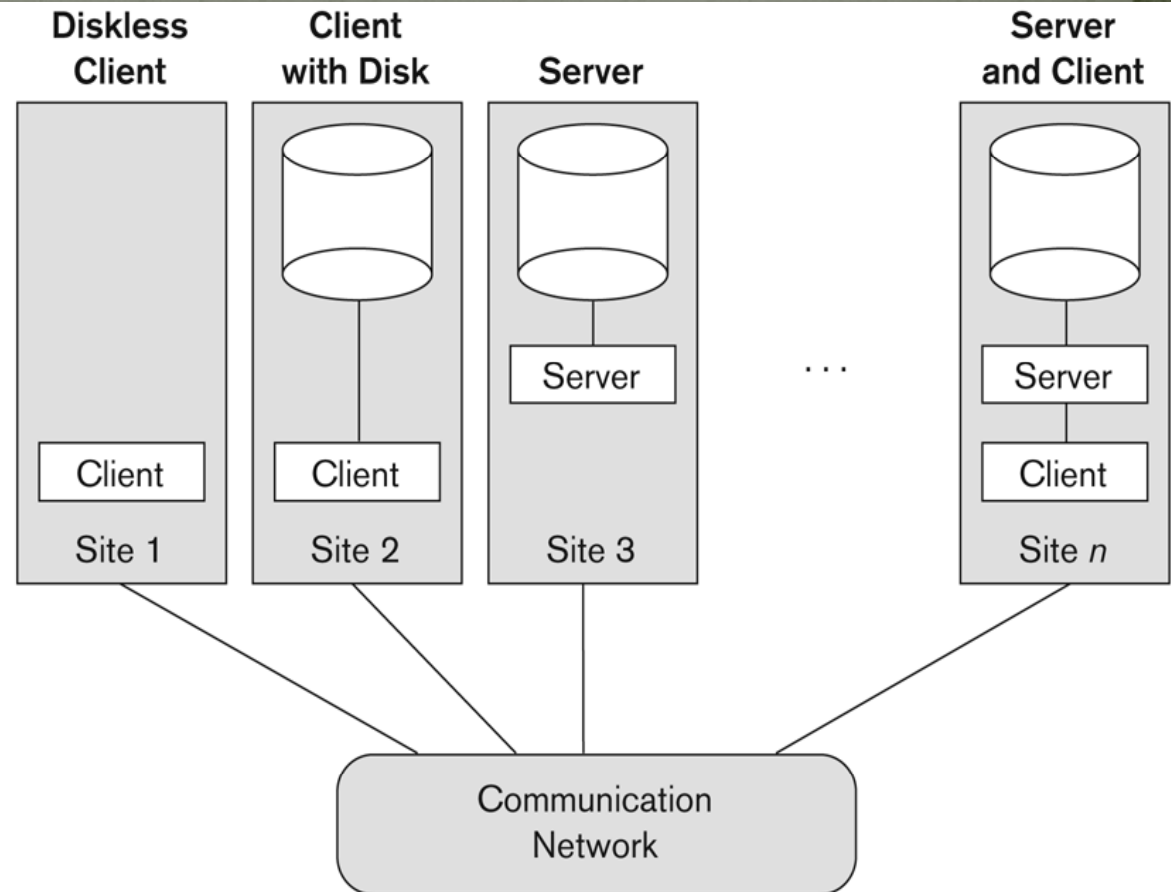 Diskless
Client
Client
with Disk
Server
Server
and Client
Server
. . .
Server
Client
Client
Client
Site 1
Site 2
Site 3
Site n
Communication
Network